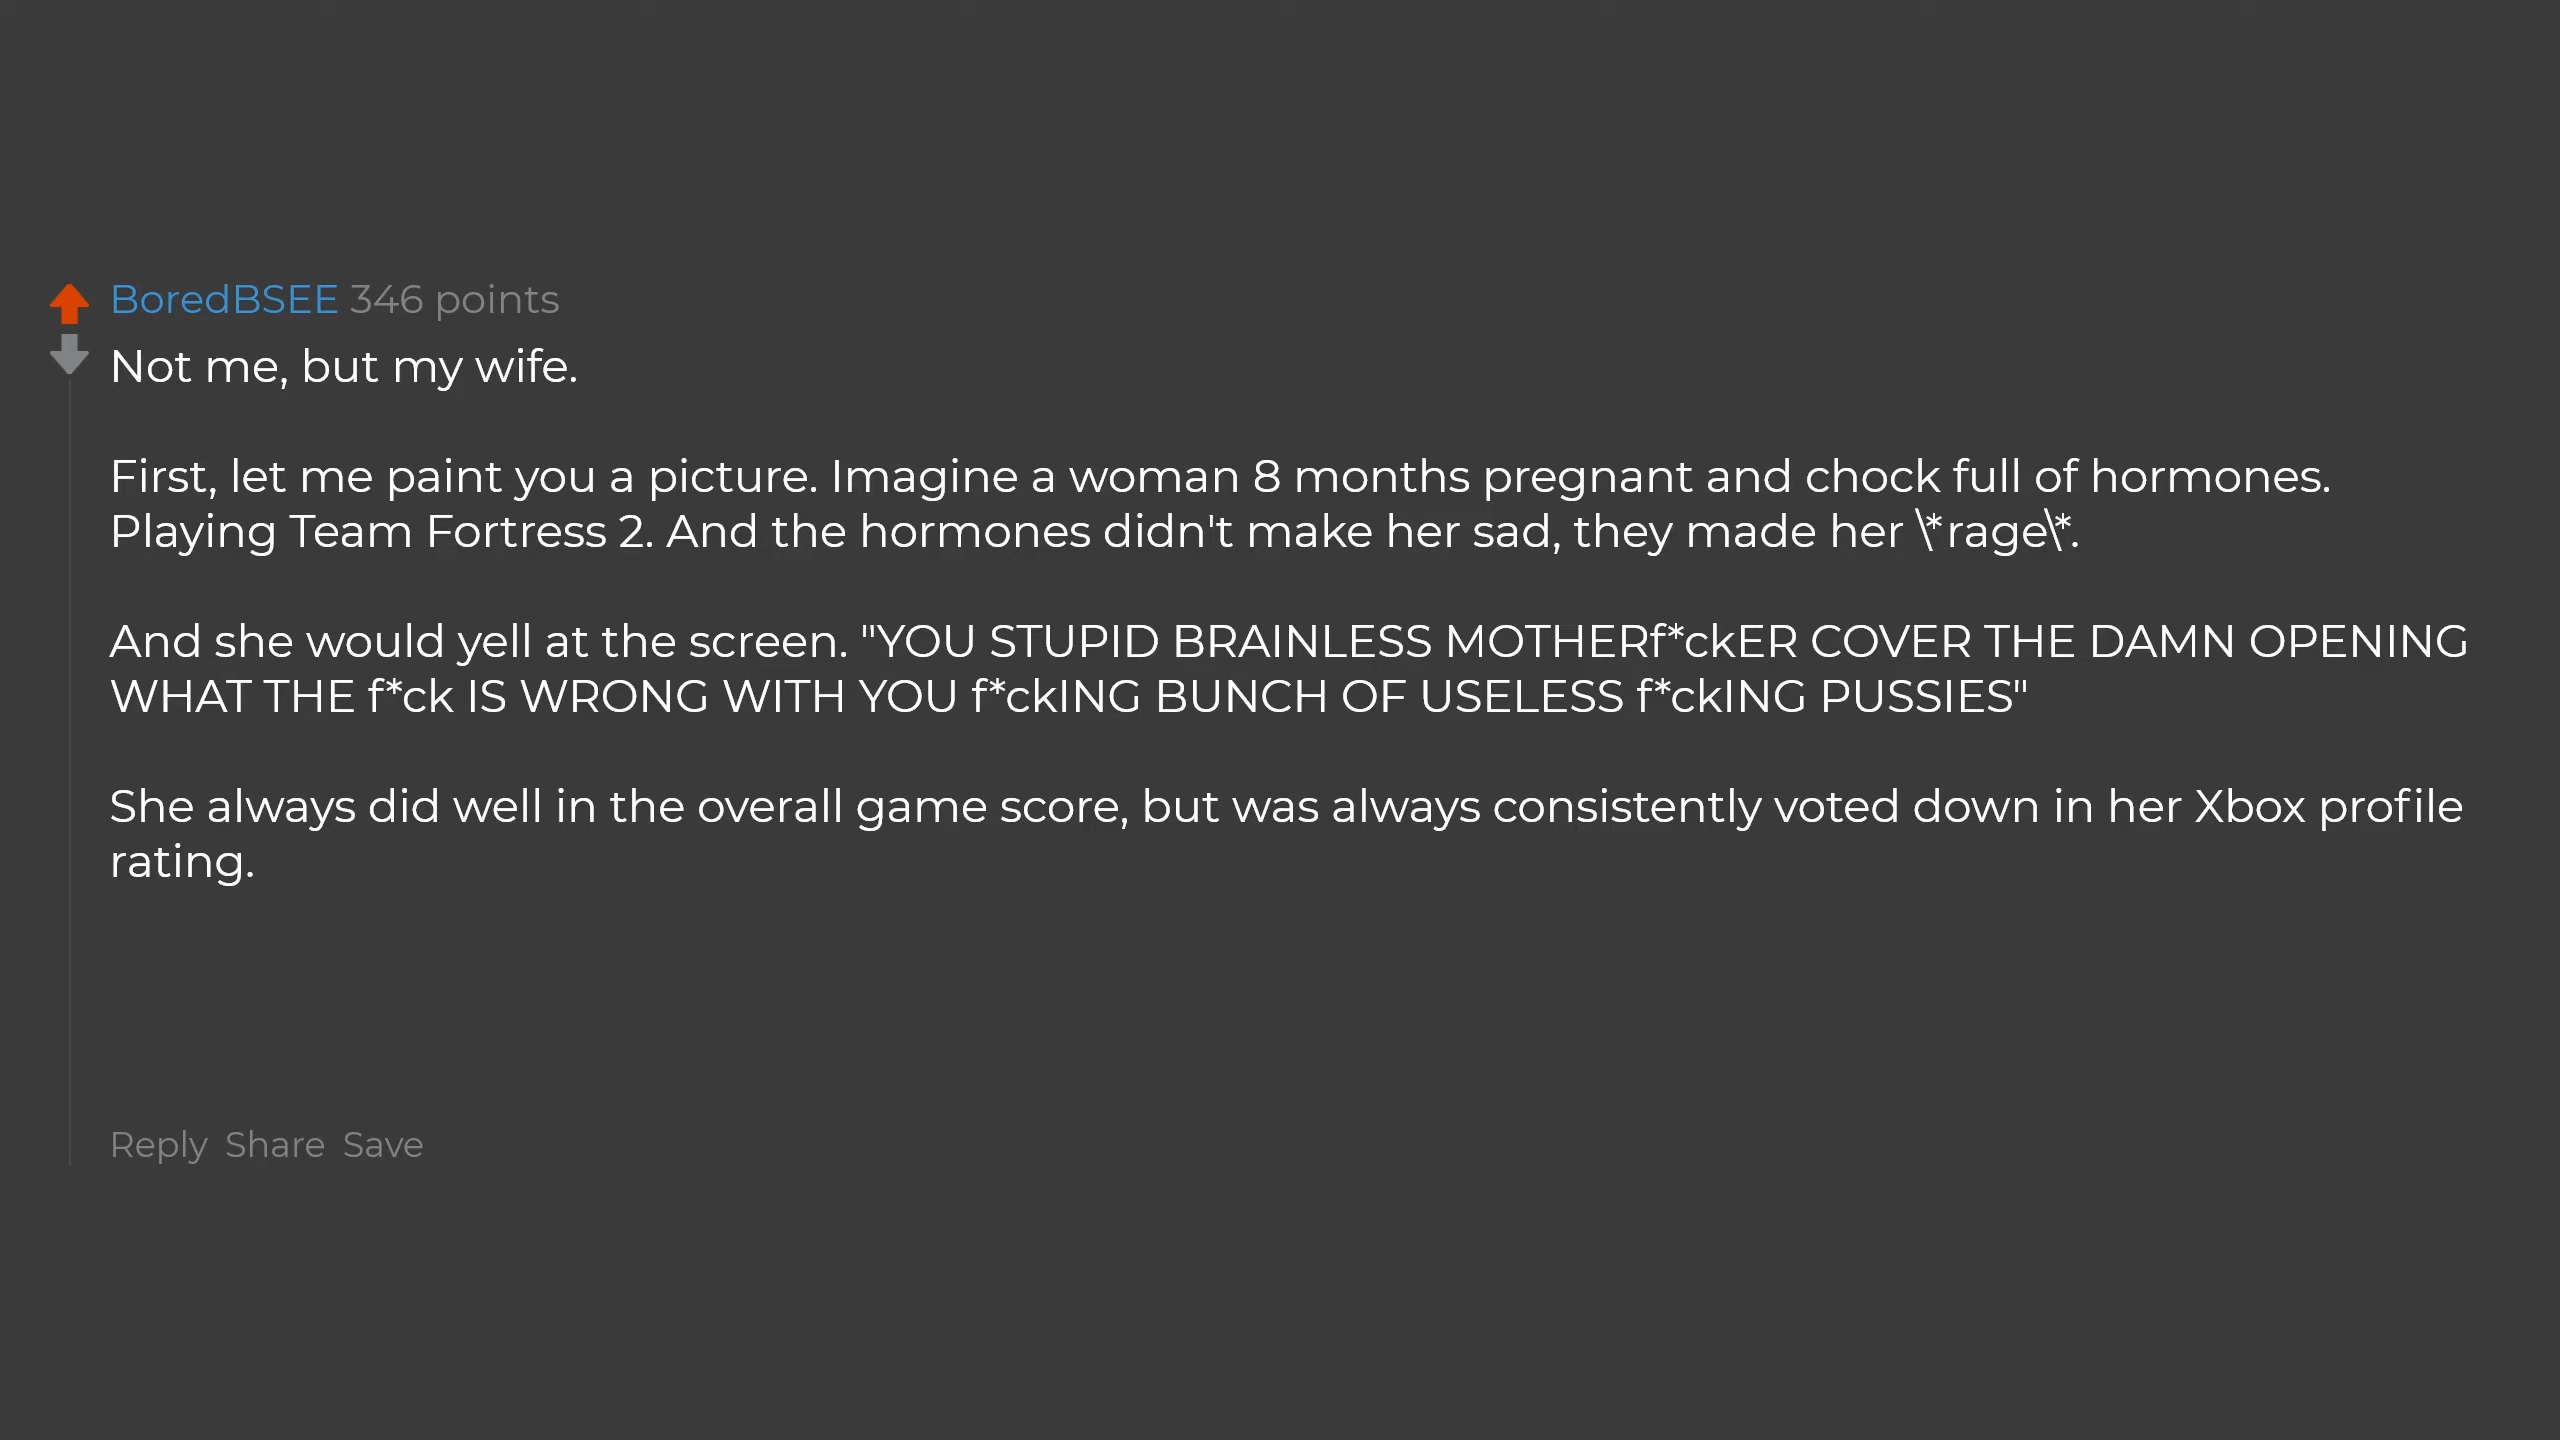 BoredBSEE 346 points
Not me, but my wife.
First, let me paint you a picture. Imagine a woman 8 months pregnant and chock full of hormones.
Playing Team Fortress 2. And the hormones didn't make her sad, they made her \*rage\*.
And she would yell at the screen. "YOU STUPID BRAINLESS MOTHERf*ckER COVER THE DAMN OPENING
WHAT THE f*ck IS WRONG WITH YOU f*ckING BUNCH OF USELESS f*ckING PUSSIES"
She always did well in the overall game score, but was always consistently voted down in her Xbox profile
rating.
Reply Share Save